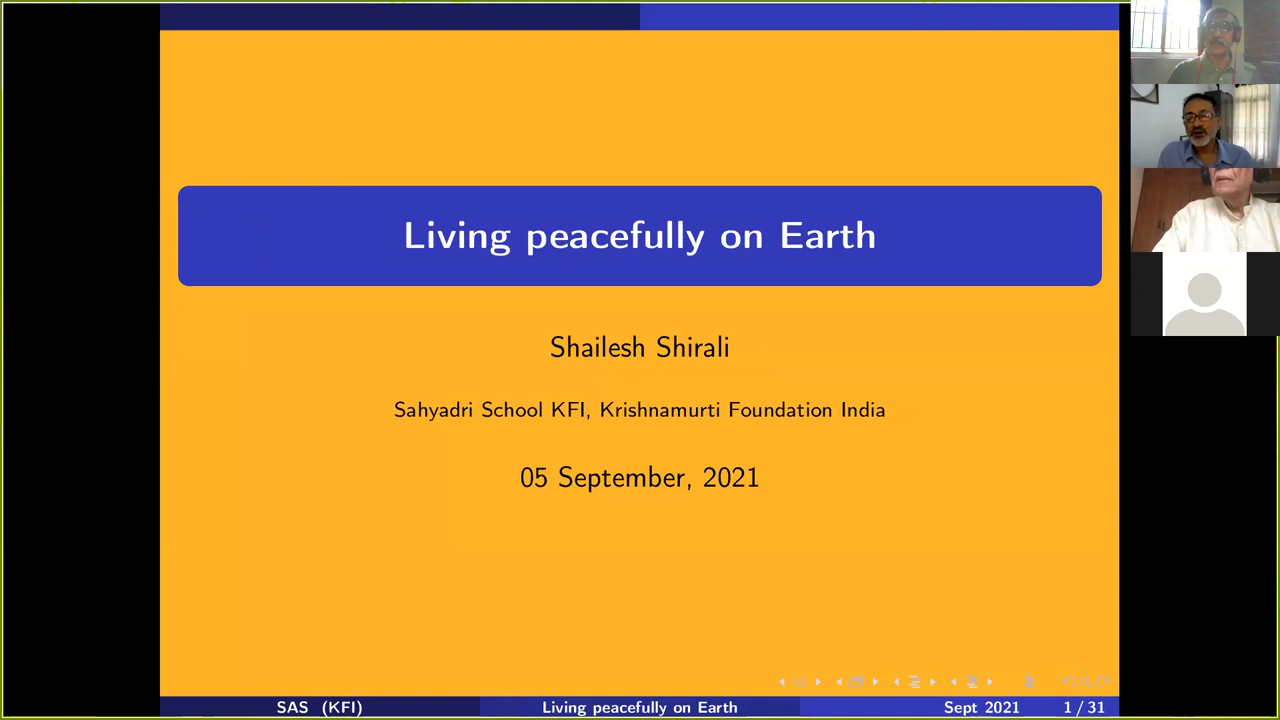 Living peacefully on Earth
Shailesh Shirali
Sahyadri School KFI, Krishnamurti Foundation India
05 September, 2021
SAS (KFI)
Living peacefully on Earth
Sept 2021
1 / 31